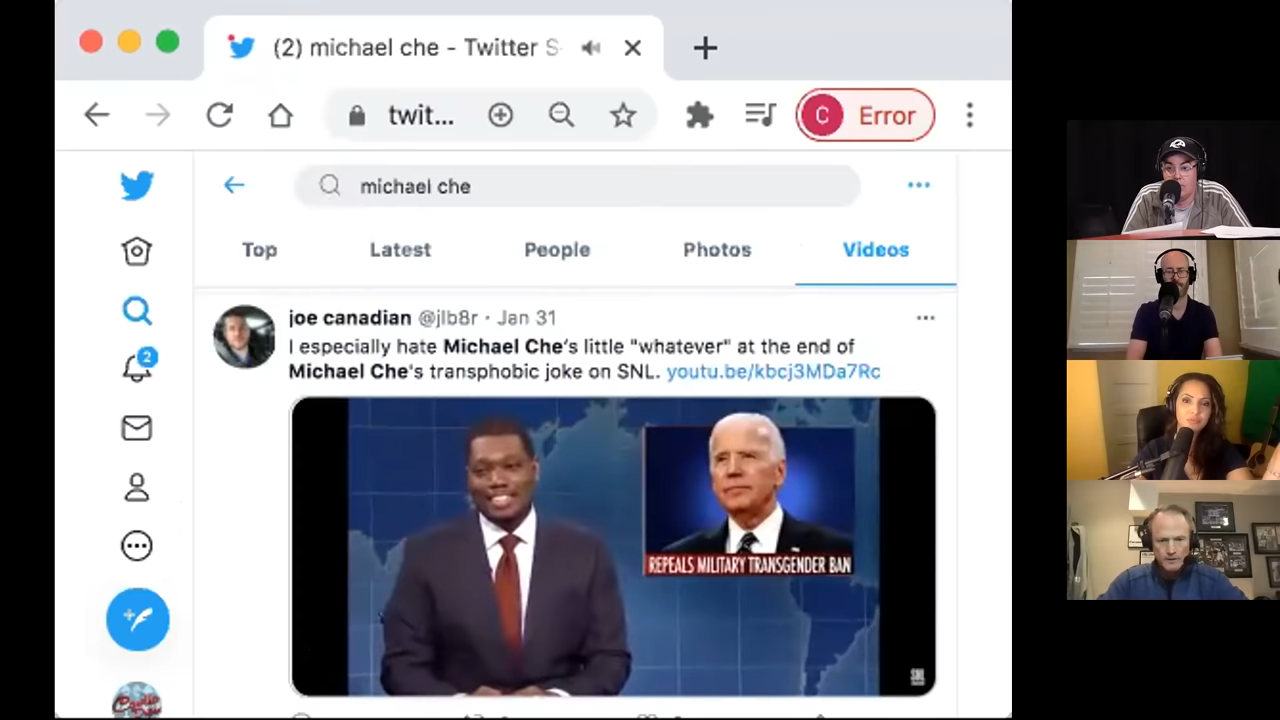 (2) michael che - Twitter S
twit...
C
Error
michael che
Top
Latest
People
Photos
Videos
joe canadian @jlb8r · Jan 31
I especially hate Michael Che's little "whatever" at the end of
Michael Che's transphobic joke on SNL. youtu.be/kbcj3MDa7Rc
2
REPEALS MILITARY TRANSGENDER BAN
SNL